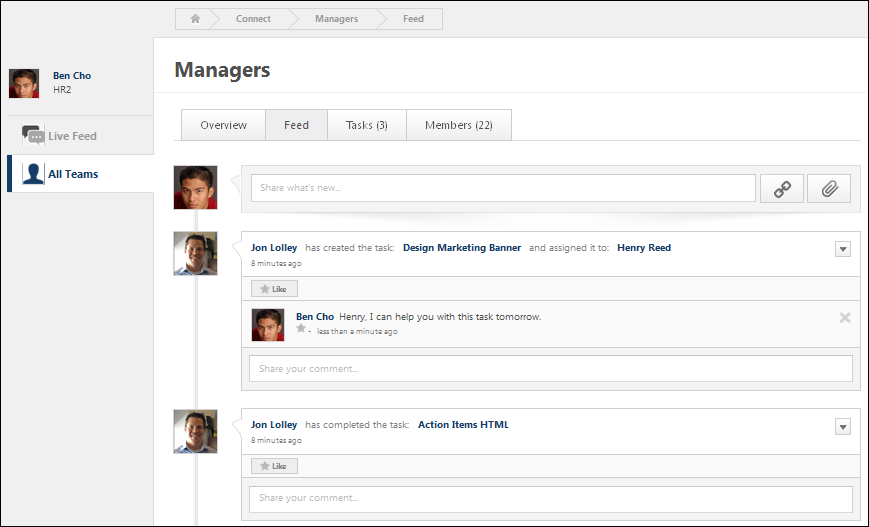 Connect Managers Feed
Ben Cho
HR2
Live Feed
All Teams
Managers
Overview Feed Tasks (3) Members (22)
Share what's new...
Jon Lolley has created the task: Design Marketing Banner and assigned it to: Henry Reed
8 minutes ago
Like
Ben Cho Henry, I can help you with this task tomorrow.
- less than a minute ago
Share your comment...
Jon Lolley has completed the task: Action Items HTML
8 minutes ago
Like
Share your comment...